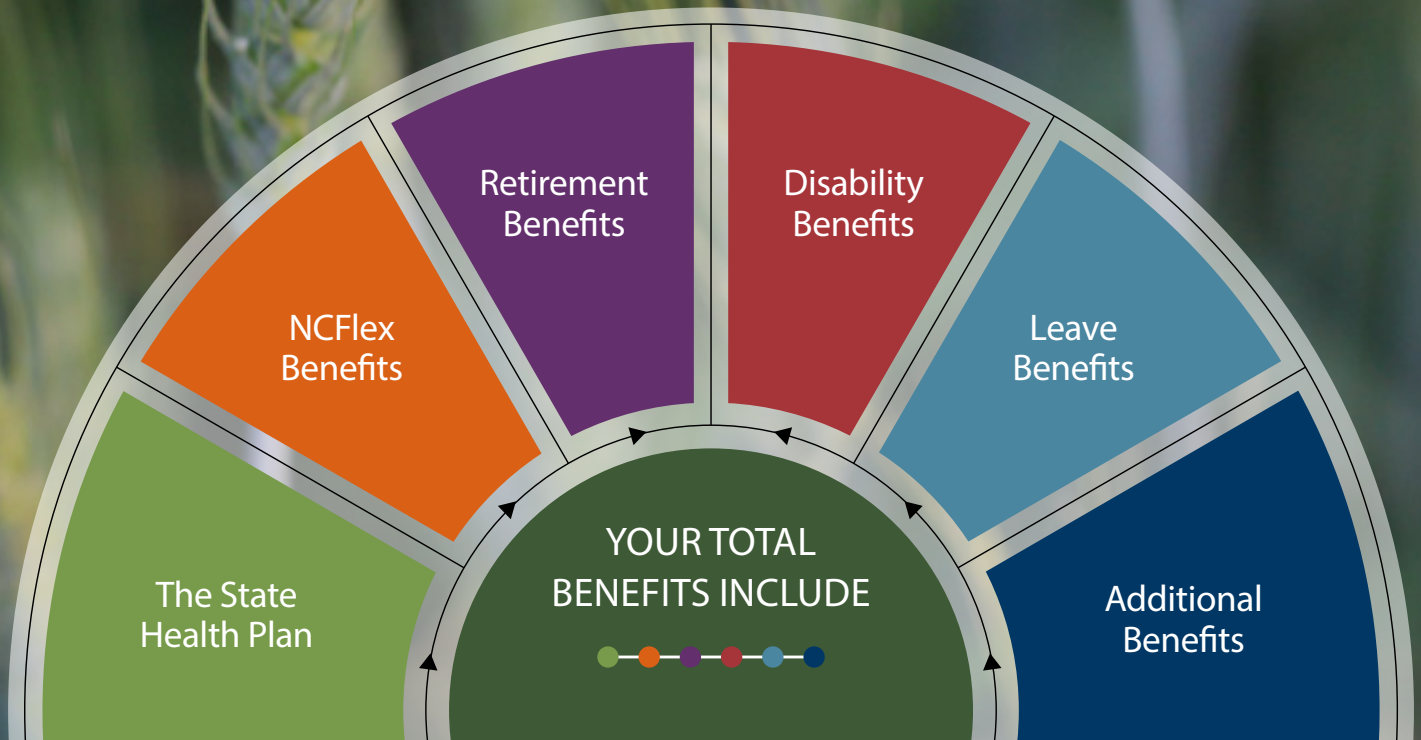 Retirement
Benefits
Disability
Benefits
NCFlex
Benefits
Leave
Benefits
The State
Health Plan
YOUR TOTAL
BENEFITS INCLUDE
Additional
Benefits